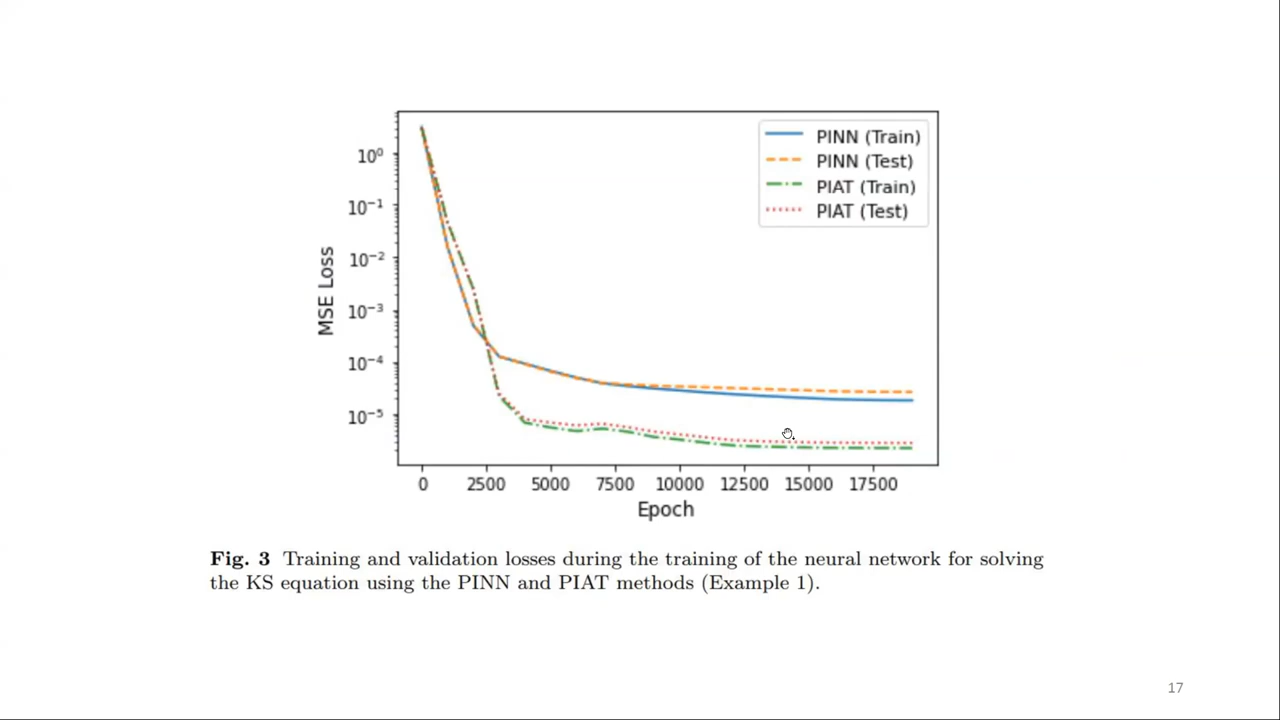 PINN (Train)
PINN (Test)
PIAT (Train)
PIAT (Test)
10⁰
10⁻¹
10⁻²
10⁻³
10⁻⁴
10⁻⁵
MSE Loss
0 2500 5000 7500 10000 12500 15000 17500
Epoch
Fig. 3 Training and validation losses during the training of the neural network for solving
the KS equation using the PINN and PIAT methods (Example 1).
17